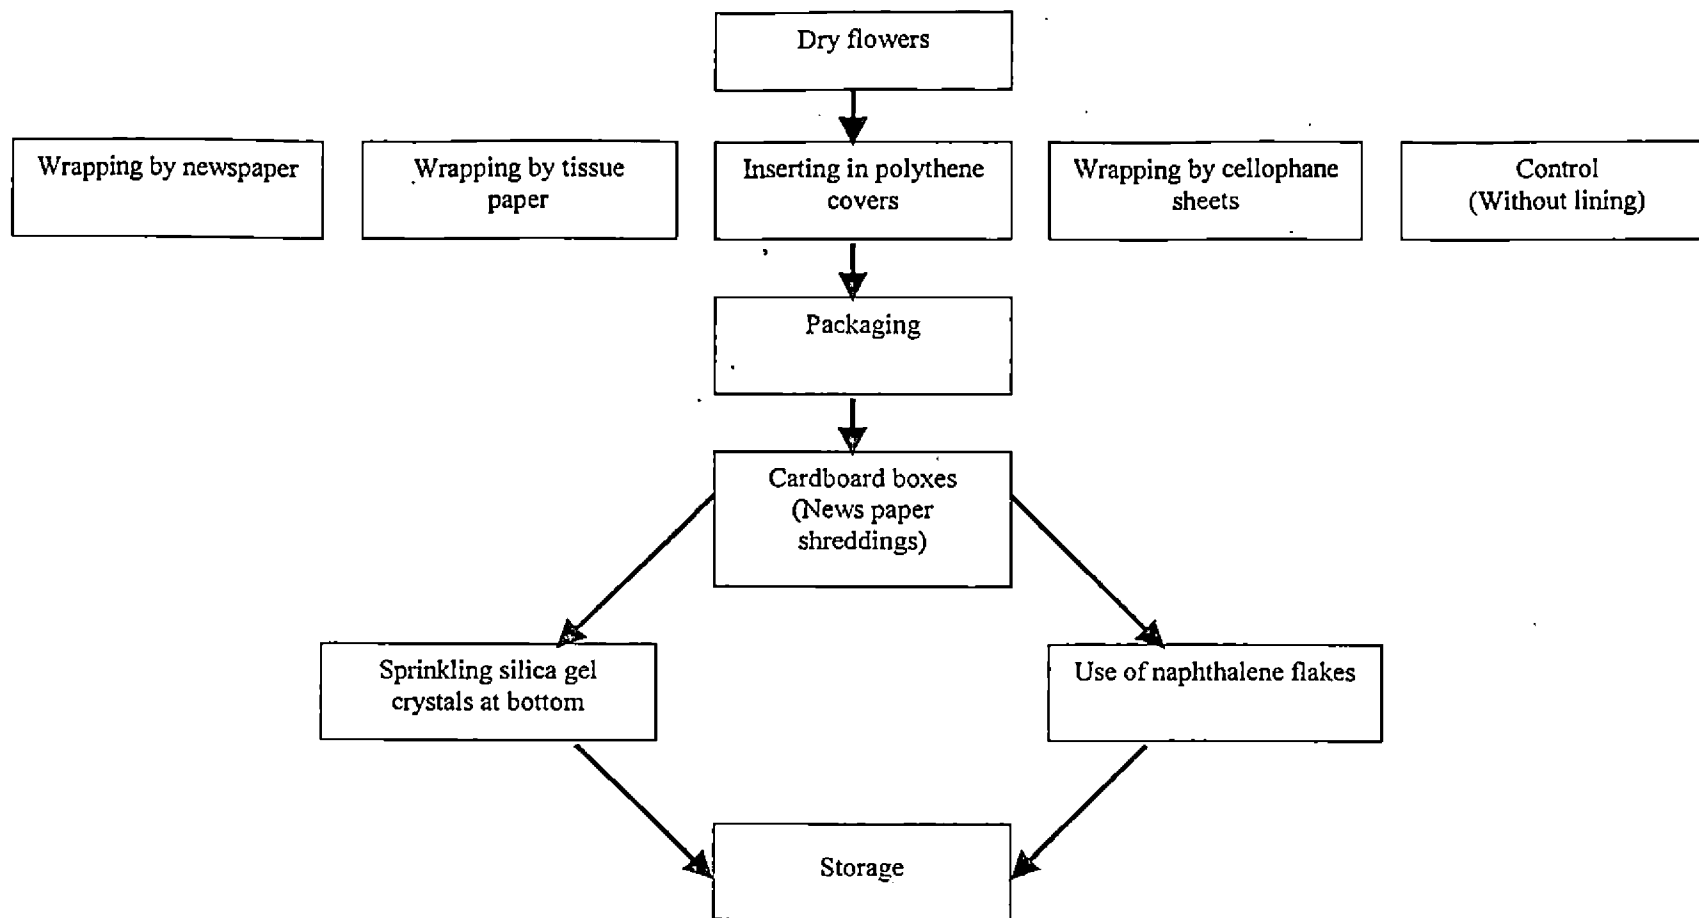 Dry flowers
Wrapping by newspaper
Wrapping by tissue
paper
Inserting in polythene
covers
Wrapping by cellophane
sheets
Control
(Without lining)
Packaging
Cardboard boxes
(News paper
shreddings)
Sprinkling silica gel
crystals at bottom
Use of naphthalene flakes
Storage